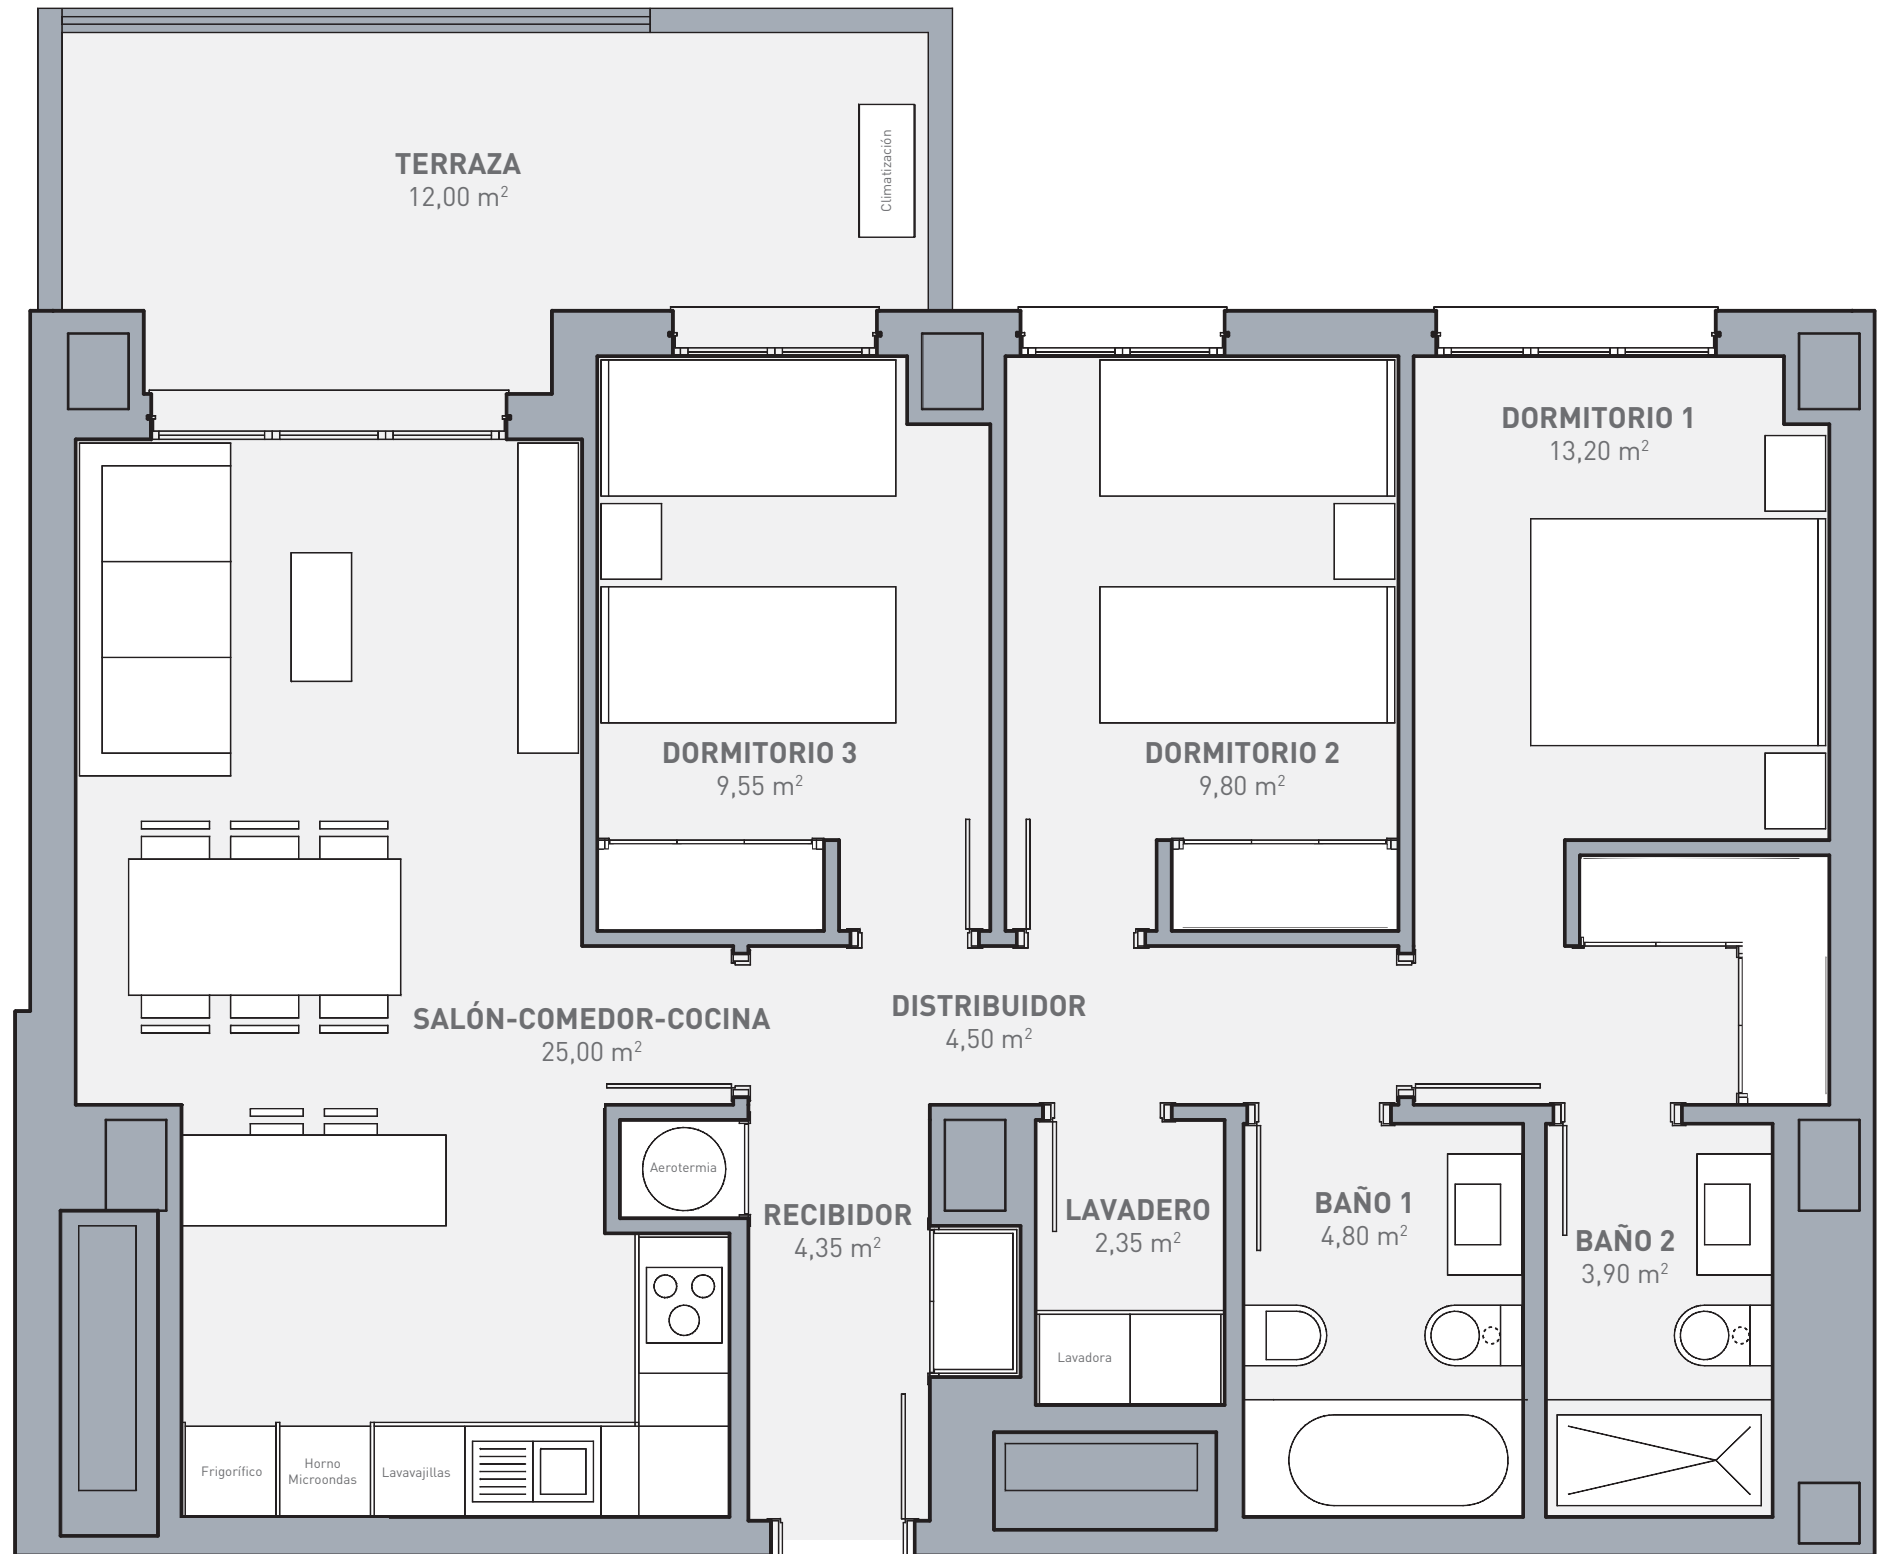 TERRAZA
12,00 m²
Climatización
DORMITORIO 1
13,20 m²
DORMITORIO 3
9,55 m²
DORMITORIO 2
9,80 m²
SALÓN-COMEDOR-COCINA
25,00 m²
DISTRIBUIDOR
4,50 m²
Aerotermia
RECIBIDOR
4,35 m²
LAVADERO
2,35 m²
BAÑO 1
4,80 m²
BAÑO 2
3,90 m²
Lavadora
Frigorífico
Horno
Microondas
Lavavajillas